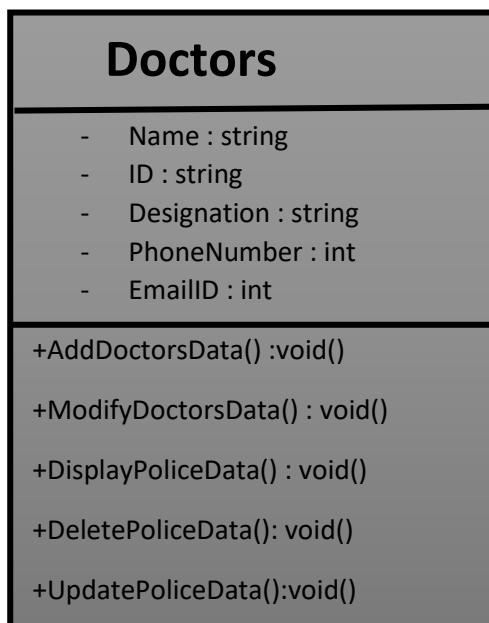 Doctors
- Name : string
- ID : string
- Designation : string
- PhoneNumber : int
- EmailID : int
+AddDoctorsData() :void()
+ModifyDoctorsData() : void()
+DisplayPoliceData() : void()
+DeletePoliceData(): void()
+UpdatePoliceData():void()